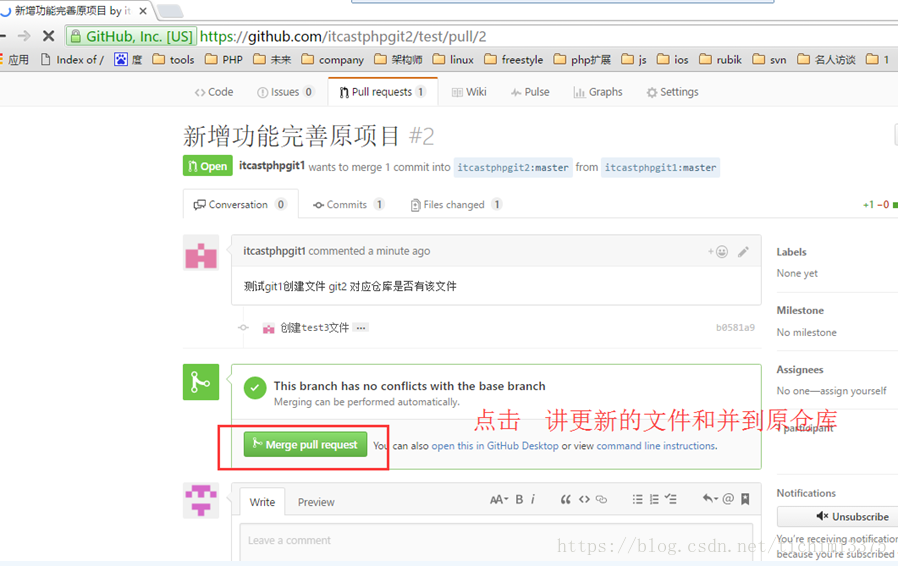 新增功能完善原项目 by it
GitHub, Inc. [US] https://github.com/itcastphpgit2/test/pull/2
应用 Index of / 度 tools PHP 未来 company 架构师 linux freestyle php扩展 js ios rubik svn 名人访谈 1
Code Issues 0 Pull requests 1 Wiki Pulse Graphs Settings
新增功能完善原项目 #2
Open itcastphpgit1 wants to merge 1 commit into itcastphpgit2:master from itcastphpgit1:master
Conversation 0 Commits 1 Files changed 1 +1 −0
itcastphpgit1 commented a minute ago
测试git1创建文件 git2 对应仓库是否有该文件
创建test3文件 ... b0581a9
Labels
None yet
Milestone
No milestone
Assignees
No one—assign yourself
1 participant
This branch has no conflicts with the base branch
Merging can be performed automatically.
点击 讲更新的文件和并到原仓库
Merge pull request You can also open this in GitHub Desktop or view command line instructions.
Write Preview AA B i “ <>
Leave a comment
Notifications
Unsubscribe
You're receiving notification
because you're subscribed